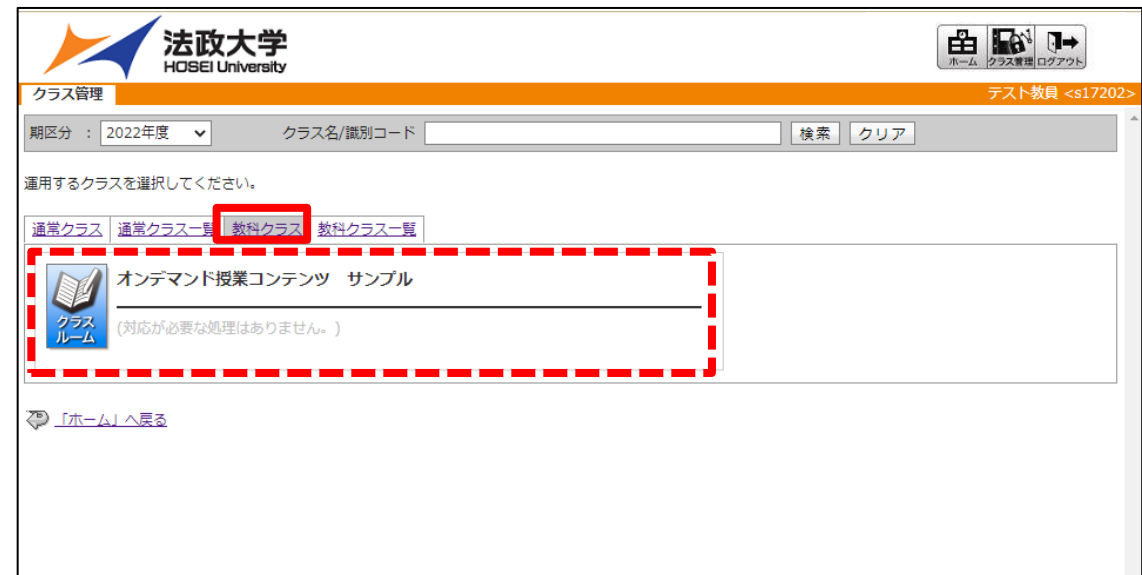 法政大学
HOSEI University
ホーム クラス管理 ログアウト
クラス管理 テスト教員 <s17202>
期区分 : 2022年度 クラス名/識別コード 検索 クリア
運用するクラスを選択してください。
通常クラス 通常クラス一覧 教科クラス 教科クラス一覧
オンデマンド授業コンテンツ サンプル
クラス
ルーム
(対応が必要な処理はありません。)
「ホーム」へ戻る